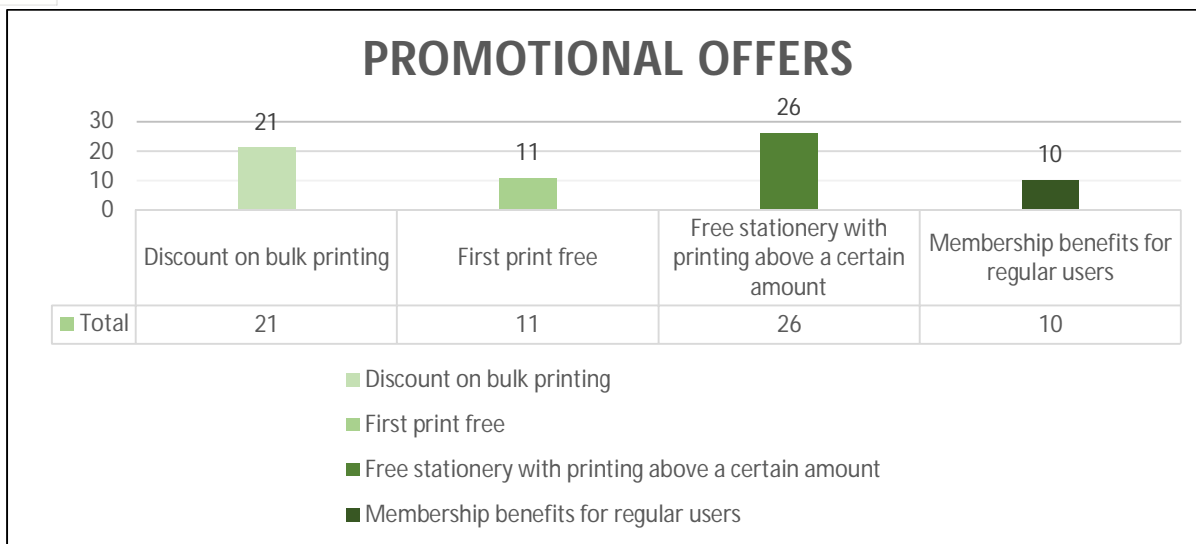 PROMOTIONAL OFFERS
21
11
26
10
30
20
10
0
Discount on bulk printing
First print free
Free stationery with
printing above a certain
amount
Membership benefits for
regular users
Total
21
11
26
10
Discount on bulk printing
First print free
Free stationery with printing above a certain amount
Membership benefits for regular users